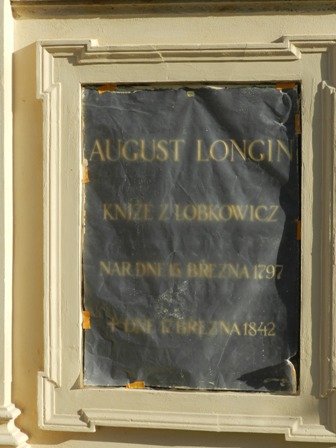 AUGUST LONGIN
KNÍŽE Z LOBKOWICZ
NAR. DNE 15. BŘEZNA 1797
✝ DNE 17. BŘEZNA 1842